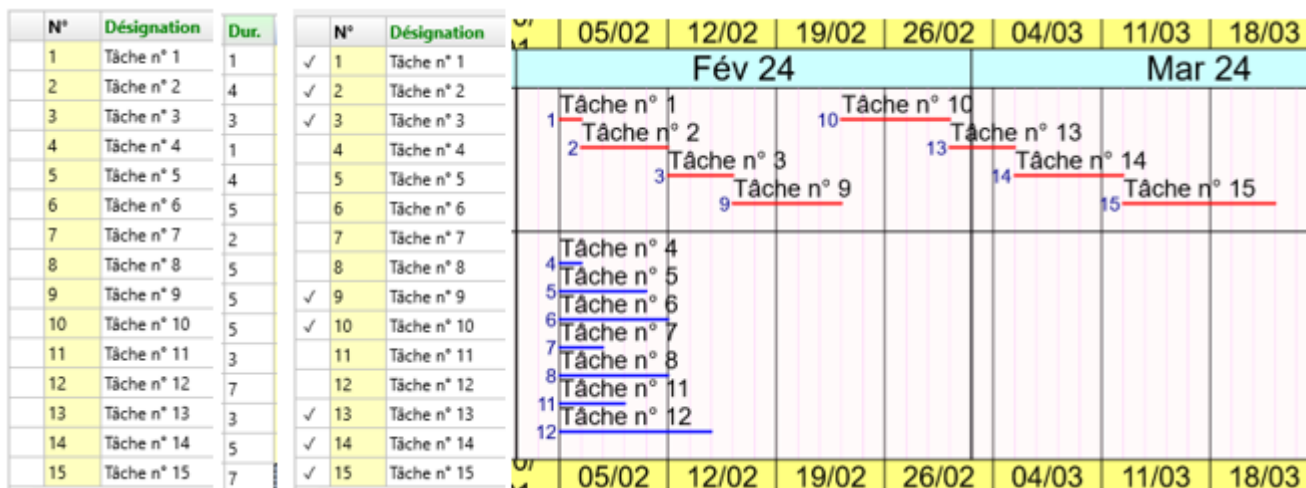 N° Désignation Dur.
1 Tâche n° 1 1
2 Tâche n° 2 4
3 Tâche n° 3 3
4 Tâche n° 4 1
5 Tâche n° 5 4
6 Tâche n° 6 5
7 Tâche n° 7 2
8 Tâche n° 8 5
9 Tâche n° 9 5
10 Tâche n° 10 5
11 Tâche n° 11 3
12 Tâche n° 12 7
13 Tâche n° 13 3
14 Tâche n° 14 5
15 Tâche n° 15 7
N° Désignation
✓ 1 Tâche n° 1
✓ 2 Tâche n° 2
✓ 3 Tâche n° 3
4 Tâche n° 4
5 Tâche n° 5
6 Tâche n° 6
7 Tâche n° 7
8 Tâche n° 8
✓ 9 Tâche n° 9
✓ 10 Tâche n° 10
11 Tâche n° 11
12 Tâche n° 12
✓ 13 Tâche n° 13
✓ 14 Tâche n° 14
✓ 15 Tâche n° 15
05/02 12/02 19/02 26/02 04/03 11/03 18/03
Fév 24 Mar 24
Tâche n° 1 Tâche n° 10
1 10
Tâche n° 2 Tâche n° 13
2 13
Tâche n° 3 Tâche n° 14
3 14
Tâche n° 9 Tâche n° 15
9 15
Tâche n° 4
4
Tâche n° 5
5
Tâche n° 6
6
Tâche n° 7
7
Tâche n° 8
8
Tâche n° 11
11
Tâche n° 12
12
05/02 12/02 19/02 26/02 04/03 11/03 18/03